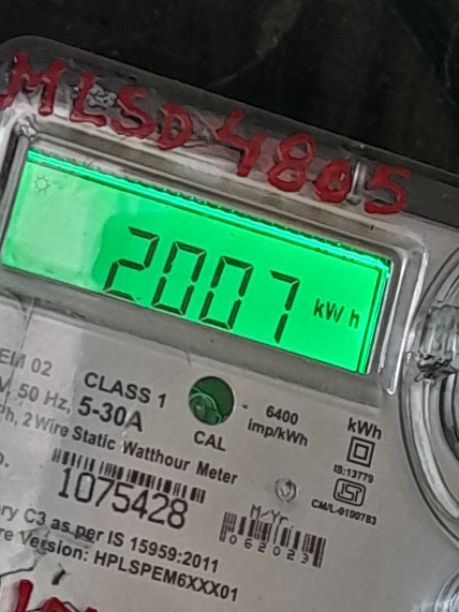 MLSD 4805
2007 kWh
EM 02
CLASS 1
50 Hz, 5-30A
Ph, 2 Wire Static Watthour Meter
CAL
6400
imp/kWh
kWh
IS:13779
CM/L-9190783
1075428
M/Yr.
062023
ry C3 as per IS 15959:2011
re Version: HPLSPEM6XXX01